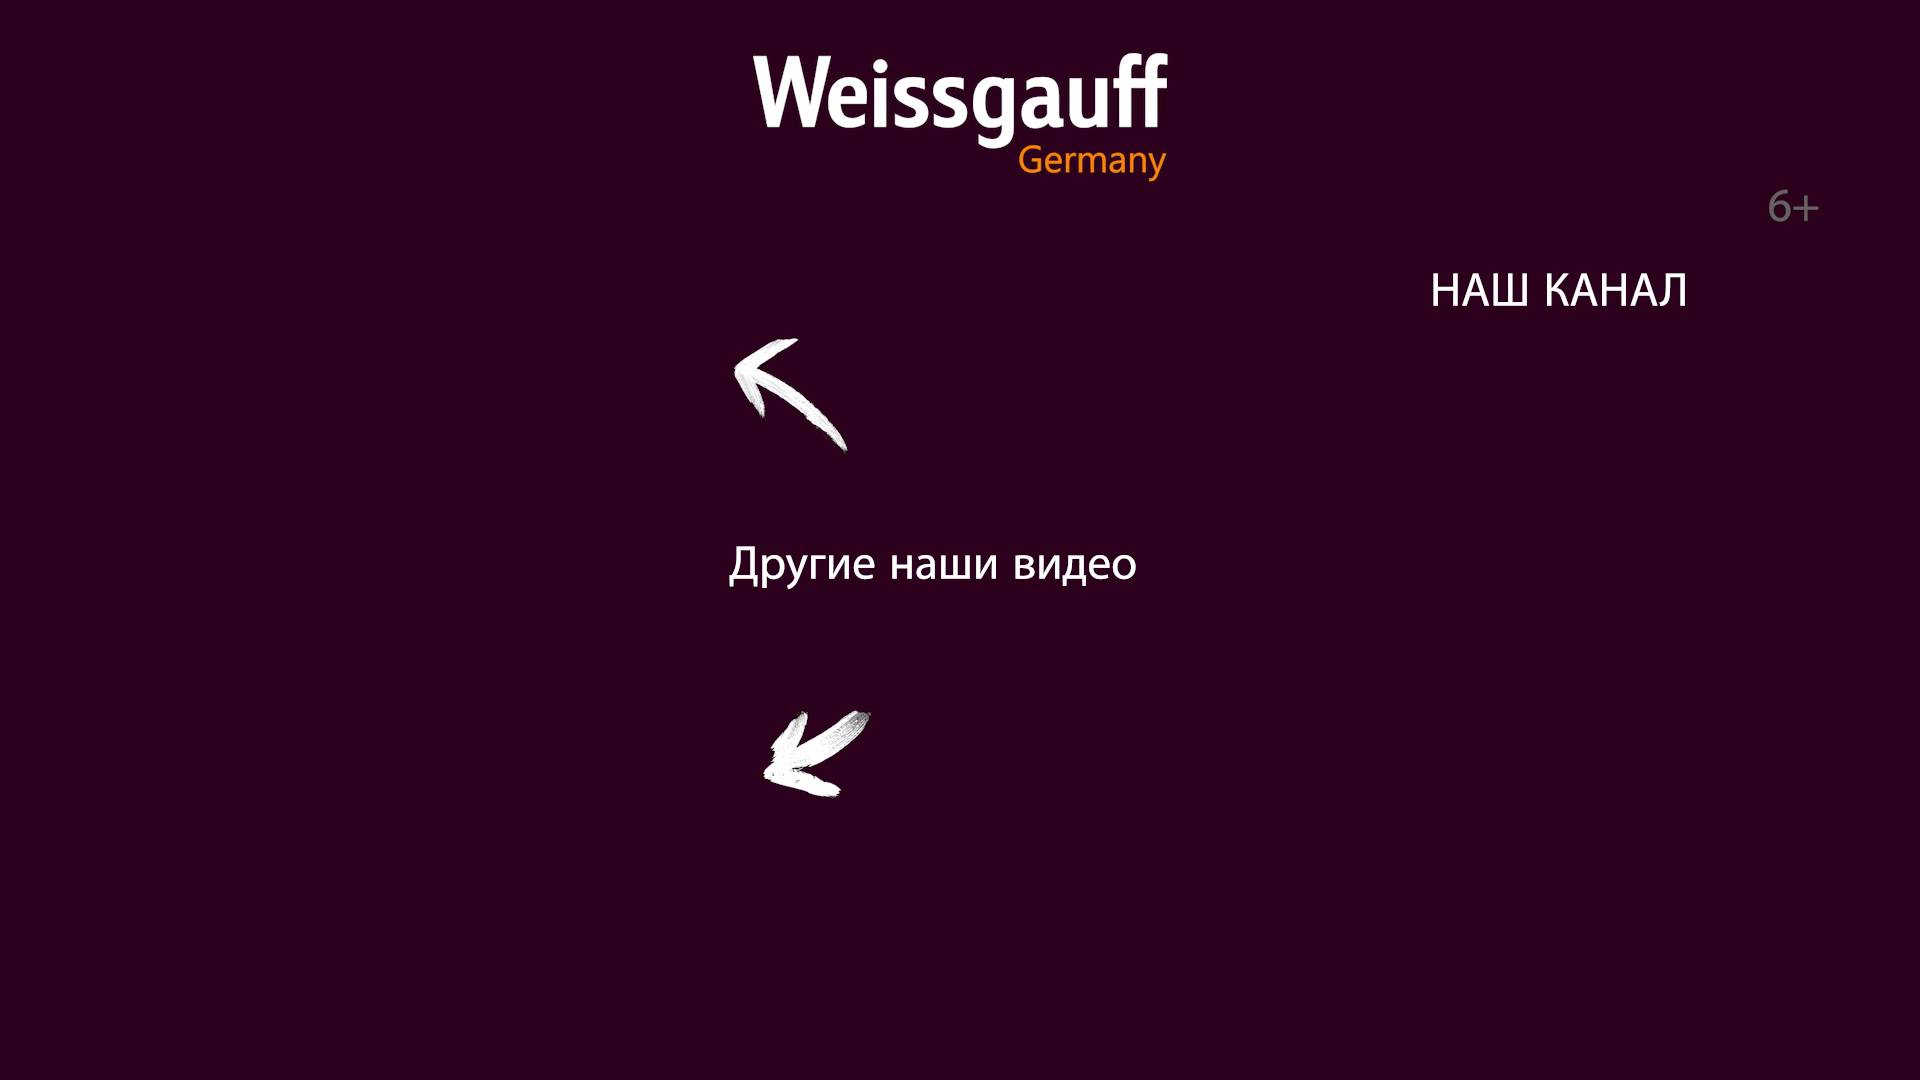 Weissgauff
Germany
6+
НАШ КАНАЛ
Другие наши видео